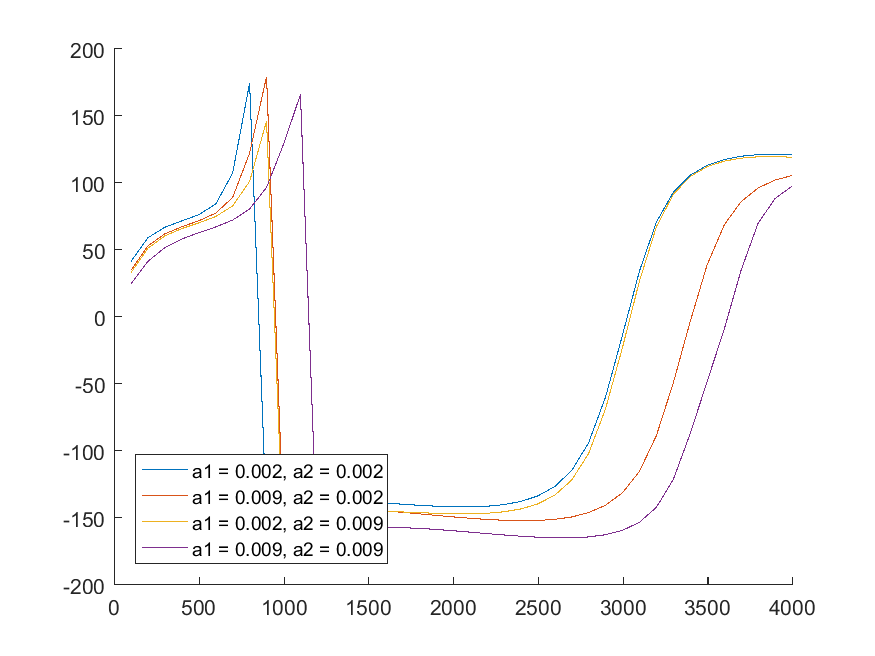 200
150
100
50
0
-50
-100
-150
-200
a1 = 0.002, a2 = 0.002
a1 = 0.009, a2 = 0.002
a1 = 0.002, a2 = 0.009
a1 = 0.009, a2 = 0.009
0 500 1000 1500 2000 2500 3000 3500 4000